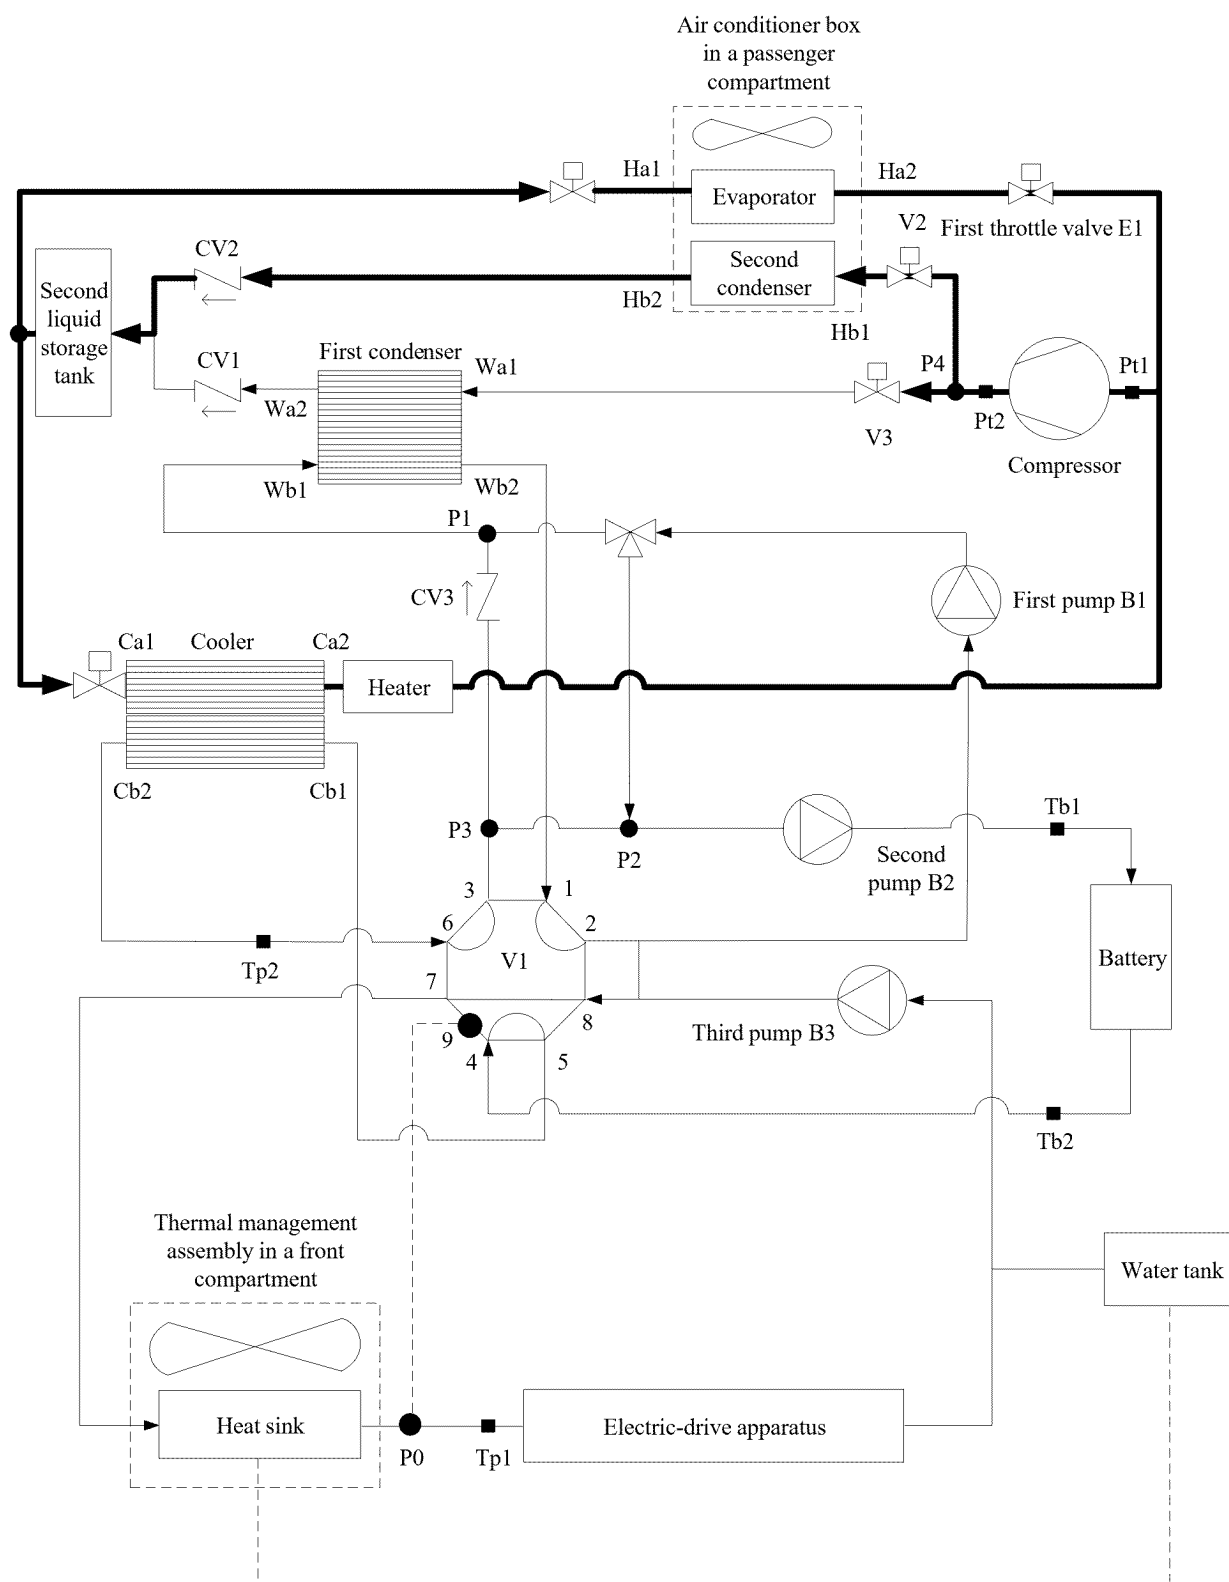 Air conditioner box
in a passenger
compartment
Ha1
Evaporator
Ha2
First throttle valve E1
V2
CV2
Second
condenser
Hb2
Hb1
Second
liquid
storage
tank
First condenser
CV1
Wa1
Wa2
P4
Pt1
Pt2
V3
Compressor
Wb1
Wb2
P1
CV3
First pump B1
Ca1
Cooler
Ca2
Heater
Cb2
Cb1
P3
P2
Tb1
Second
pump B2
3
1
6
2
V1
Battery
Tp2
7
8
9
4
5
Third pump B3
Tb2
Thermal management
assembly in a front
compartment
Water tank
Heat sink
P0
Tp1
Electric-drive apparatus